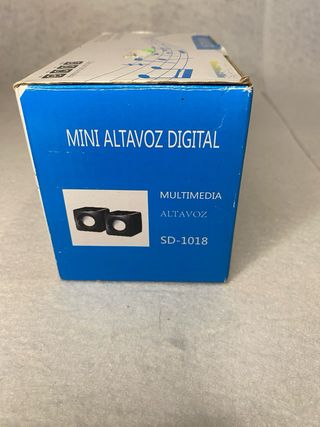 MINI ALTAVOZ DIGITAL
MULTIMEDIA
ALTAVOZ
SD-1018